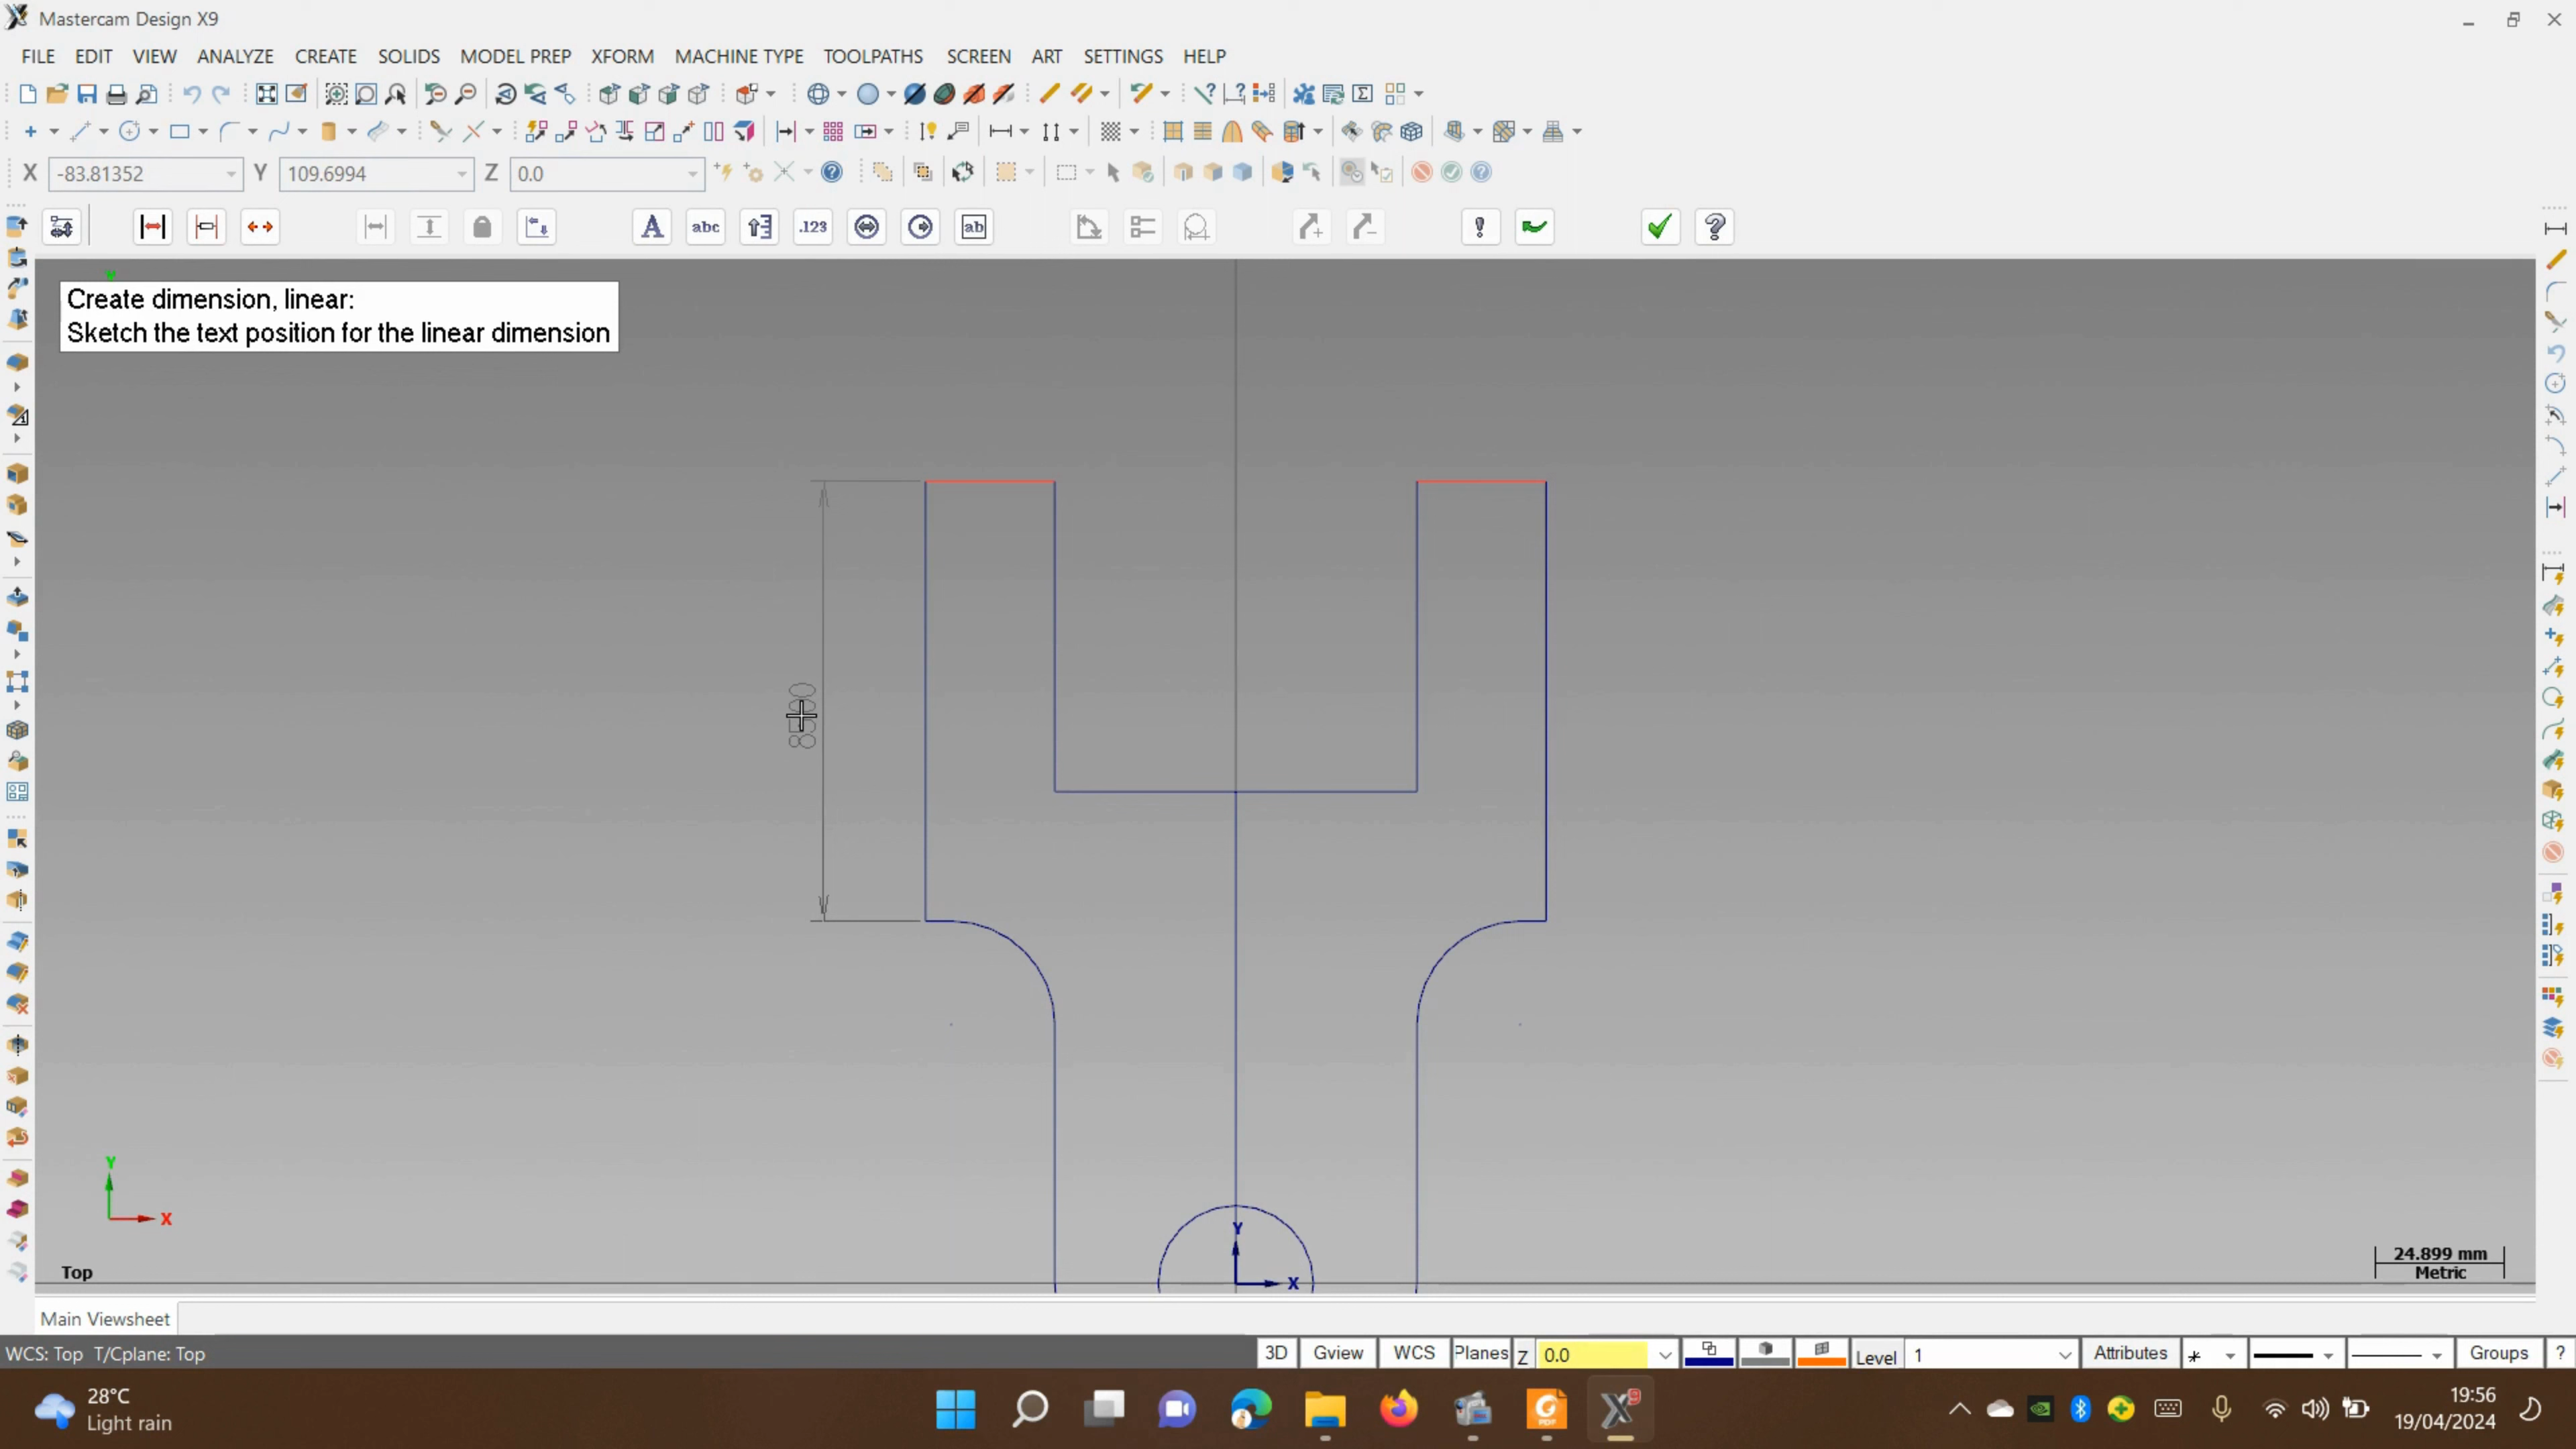 Mastercam Design X9
FILE EDIT VIEW ANALYZE CREATE SOLIDS MODEL PREP XFORM MACHINE TYPE TOOLPATHS SCREEN ART SETTINGS HELP
X -83.81352 Y 109.6994 Z 0.0
A abc .123 ab
Create dimension, linear:
Sketch the text position for the linear dimension
Y
X
Y
X
Top
24.899 mm
Metric
Main Viewsheet
WCS: Top T/Cplane: Top
3D Gview WCS Planes Z 0.0 Level 1 Attributes Groups ?
28°C
Light rain
19:56
19/04/2024